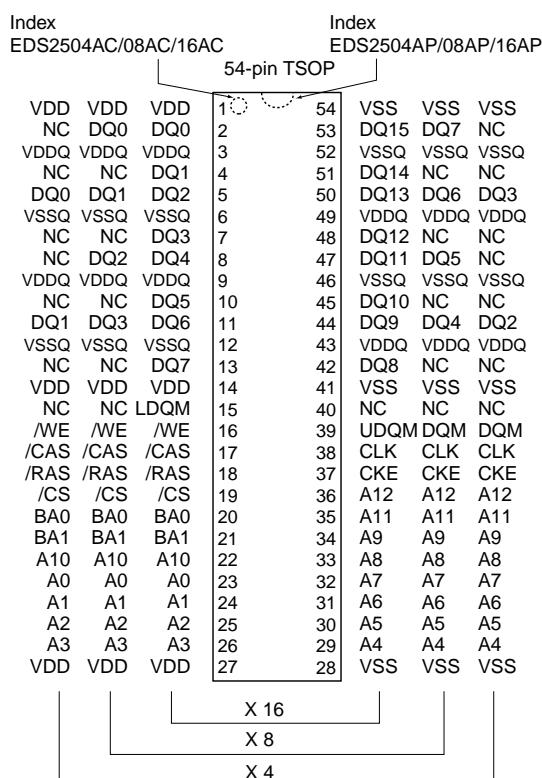 Index Index
EDS2504AC/08AC/16AC EDS2504AP/08AP/16AP
54-pin TSOP
VDD VDD VDD 1 54 VSS VSS VSS
NC DQ0 DQ0 2 53 DQ15 DQ7 NC
VDDQ VDDQ VDDQ 3 52 VSSQ VSSQ VSSQ
NC NC DQ1 4 51 DQ14 NC NC
DQ0 DQ1 DQ2 5 50 DQ13 DQ6 DQ3
VSSQ VSSQ VSSQ 6 49 VDDQ VDDQ VDDQ
NC NC DQ3 7 48 DQ12 NC NC
NC DQ2 DQ4 8 47 DQ11 DQ5 NC
VDDQ VDDQ VDDQ 9 46 VSSQ VSSQ VSSQ
NC NC DQ5 10 45 DQ10 NC NC
DQ1 DQ3 DQ6 11 44 DQ9 DQ4 DQ2
VSSQ VSSQ VSSQ 12 43 VDDQ VDDQ VDDQ
NC NC DQ7 13 42 DQ8 NC NC
VDD VDD VDD 14 41 VSS VSS VSS
NC NC LDQM 15 40 NC NC NC
/WE /WE /WE 16 39 UDQM DQM DQM
/CAS /CAS /CAS 17 38 CLK CLK CLK
/RAS /RAS /RAS 18 37 CKE CKE CKE
/CS /CS /CS 19 36 A12 A12 A12
BA0 BA0 BA0 20 35 A11 A11 A11
BA1 BA1 BA1 21 34 A9 A9 A9
A10 A10 A10 22 33 A8 A8 A8
A0 A0 A0 23 32 A7 A7 A7
A1 A1 A1 24 31 A6 A6 A6
A2 A2 A2 25 30 A5 A5 A5
A3 A3 A3 26 29 A4 A4 A4
VDD VDD VDD 27 28 VSS VSS VSS
X 16
X 8
X 4